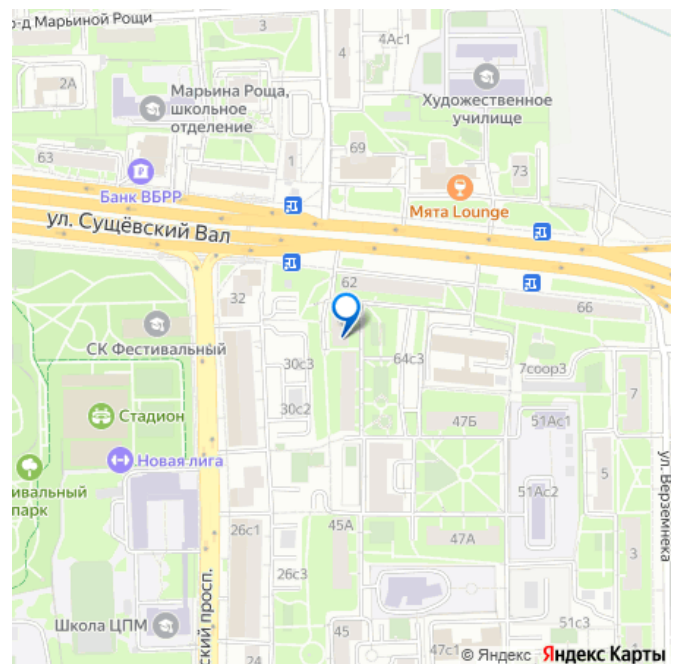 р-д Марьиной Рощи
3
4
4Ас1
2А
Марьина Роща,
школьное
отделение
Художественное
училище
63
1
69
73
Банк ВБРР
Мята Lounge
ул. Сущёвский Вал
62
32
66
СК Фестивальный
30с3
64с3
7соор3
7
30с2
Стадион
47Б
51Ас1
Новая лига
5
ул. Верземнека
ивальный
парк
51Ас2
26с1
45А
47А
3
26с3
ский просп.
Школа ЦПМ
45
51с3
24
47с1
© Яндекс Яндекс Карты